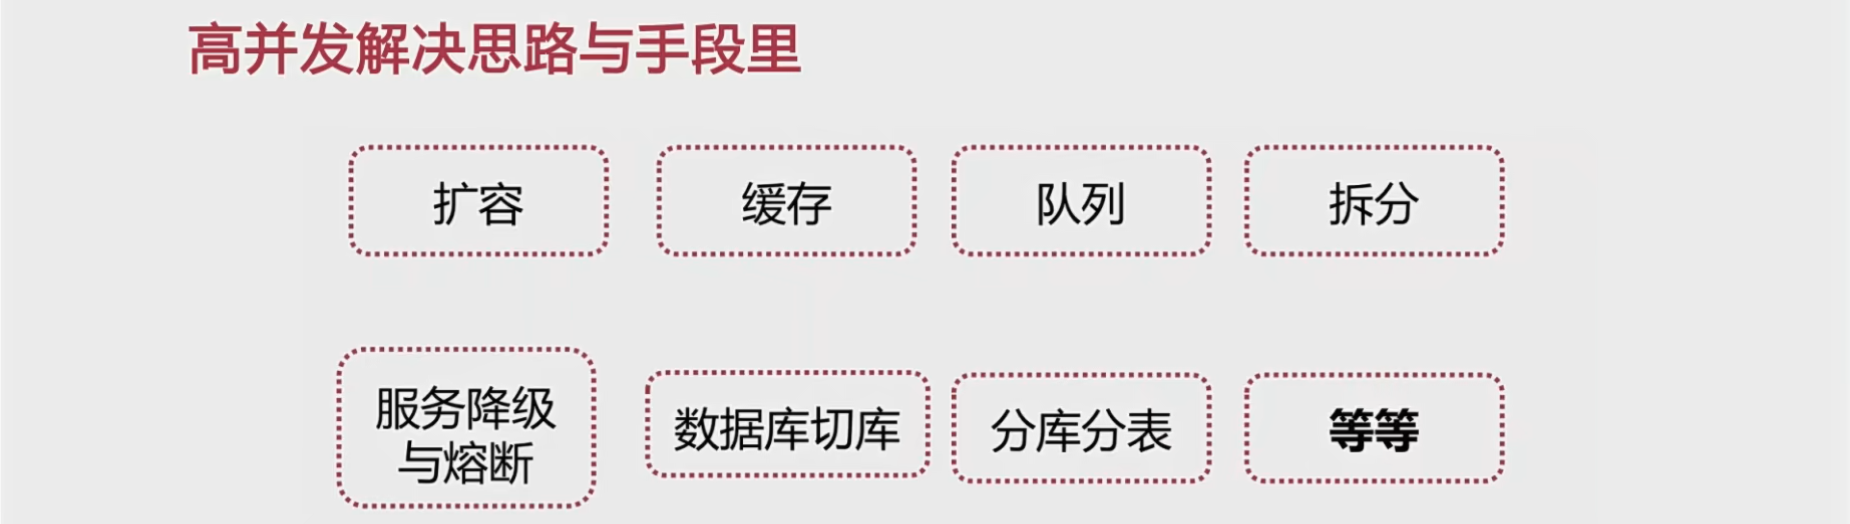 高并发解决思路与手段里
扩容
缓存
队列
拆分
服务降级
与熔断
数据库切库
分库分表
等等